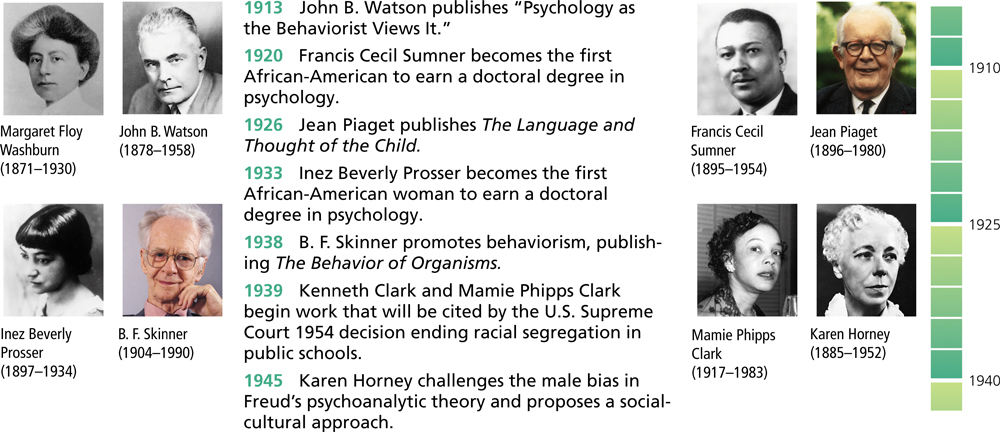 Margaret Floy
Washburn
(1871–1930)
John B. Watson
(1878–1958)
Inez Beverly
Prosser
(1897–1934)
B. F. Skinner
(1904–1990)
1913 John B. Watson publishes “Psychology as
the Behaviorist Views It.”
1920 Francis Cecil Sumner becomes the first
African-American to earn a doctoral degree in
psychology.
1926 Jean Piaget publishes The Language and
Thought of the Child.
1933 Inez Beverly Prosser becomes the first
African-American woman to earn a doctoral
degree in psychology.
1938 B. F. Skinner promotes behaviorism, publish-
ing The Behavior of Organisms.
1939 Kenneth Clark and Mamie Phipps Clark
begin work that will be cited by the U.S. Supreme
Court 1954 decision ending racial segregation in
public schools.
1945 Karen Horney challenges the male bias in
Freud’s psychoanalytic theory and proposes a social-
cultural approach.
Francis Cecil
Sumner
(1895–1954)
Jean Piaget
(1896–1980)
Mamie Phipps
Clark
(1917–1983)
Karen Horney
(1885–1952)
1910
1925
1940